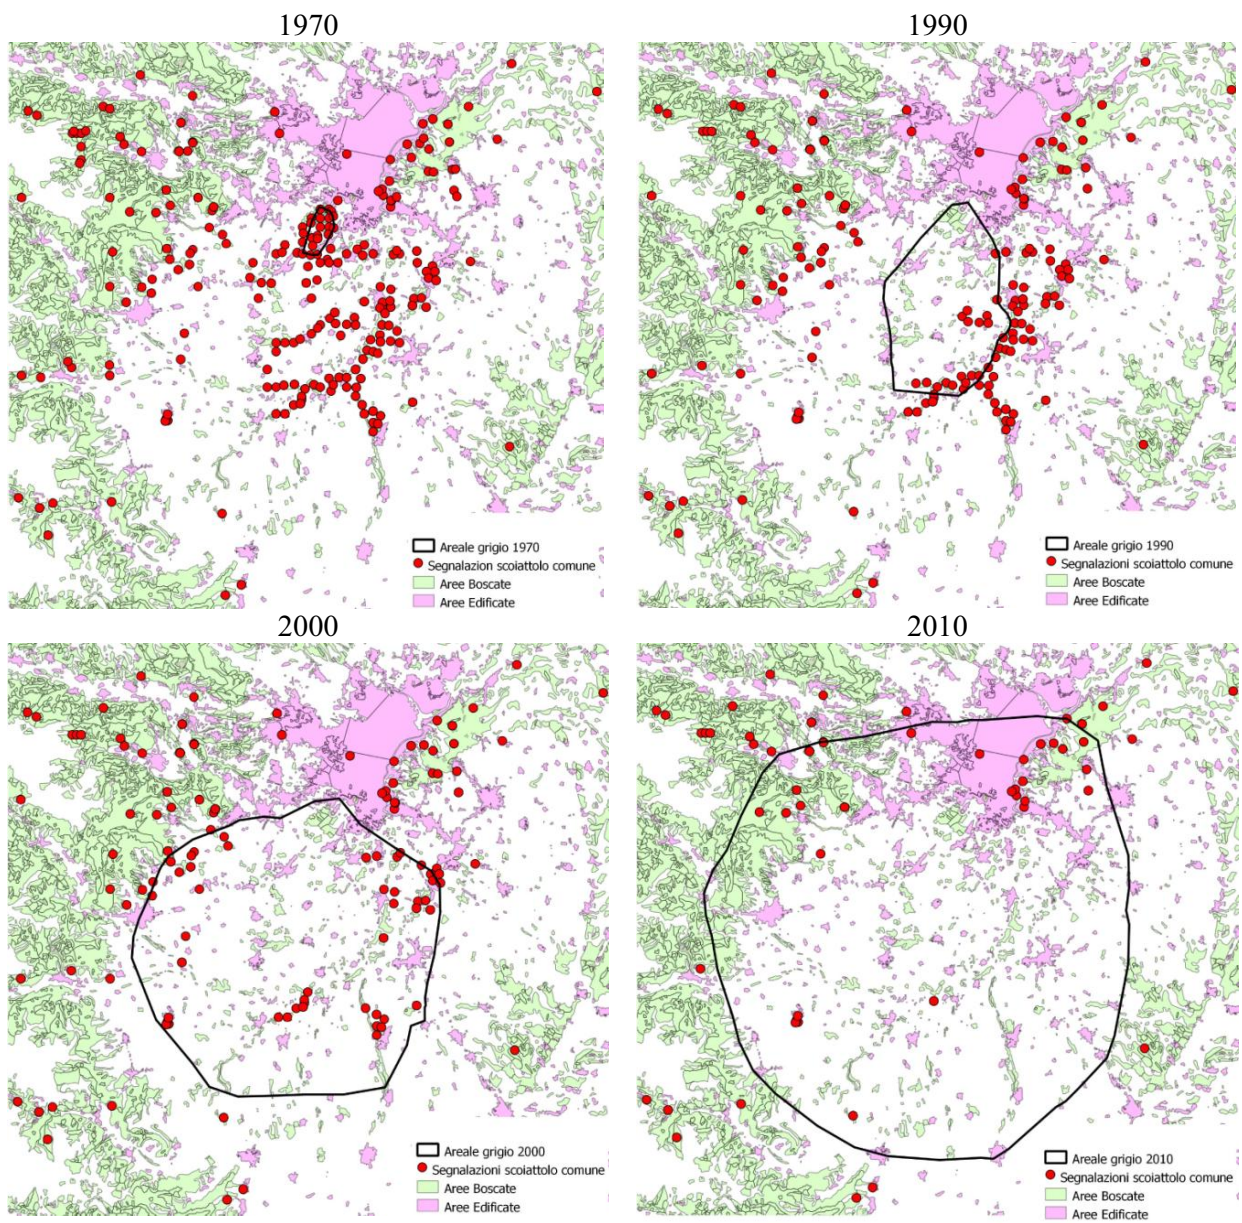 1970
1990
Areale grigio 1970
Segnalazion scoiattolo comune
Aree Boscate
Aree Edificate
Areale grigio 1990
Segnalazioni scoiattolo comune
Aree Boscate
Aree Edificate
2000
2010
Areale grigio 2000
Segnalazioni scoiattolo comune
Aree Boscate
Aree Edificate
Areale grigio 2010
Segnalazioni scoiattolo comune
Aree Boscate
Aree Edificate